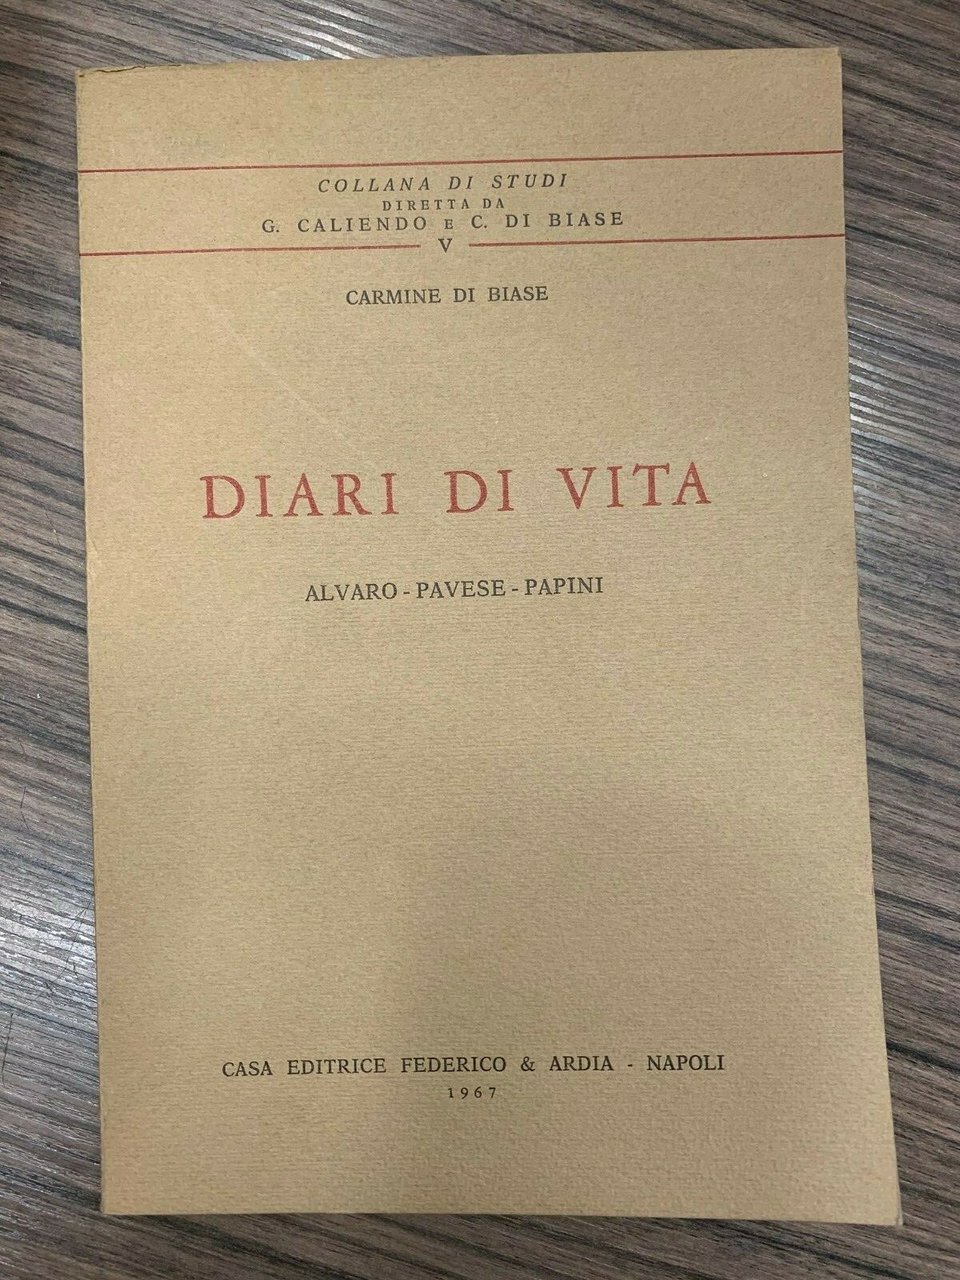 COLLANA DI STUDI
DIRETTA DA
G. CALIENDO E C. DI BIASE
V
CARMINE DI BIASE
DIARI DI VITA
ALVARO - PAVESE - PAPINI
CASA EDITRICE FEDERICO & ARDIA - NAPOLI
1967